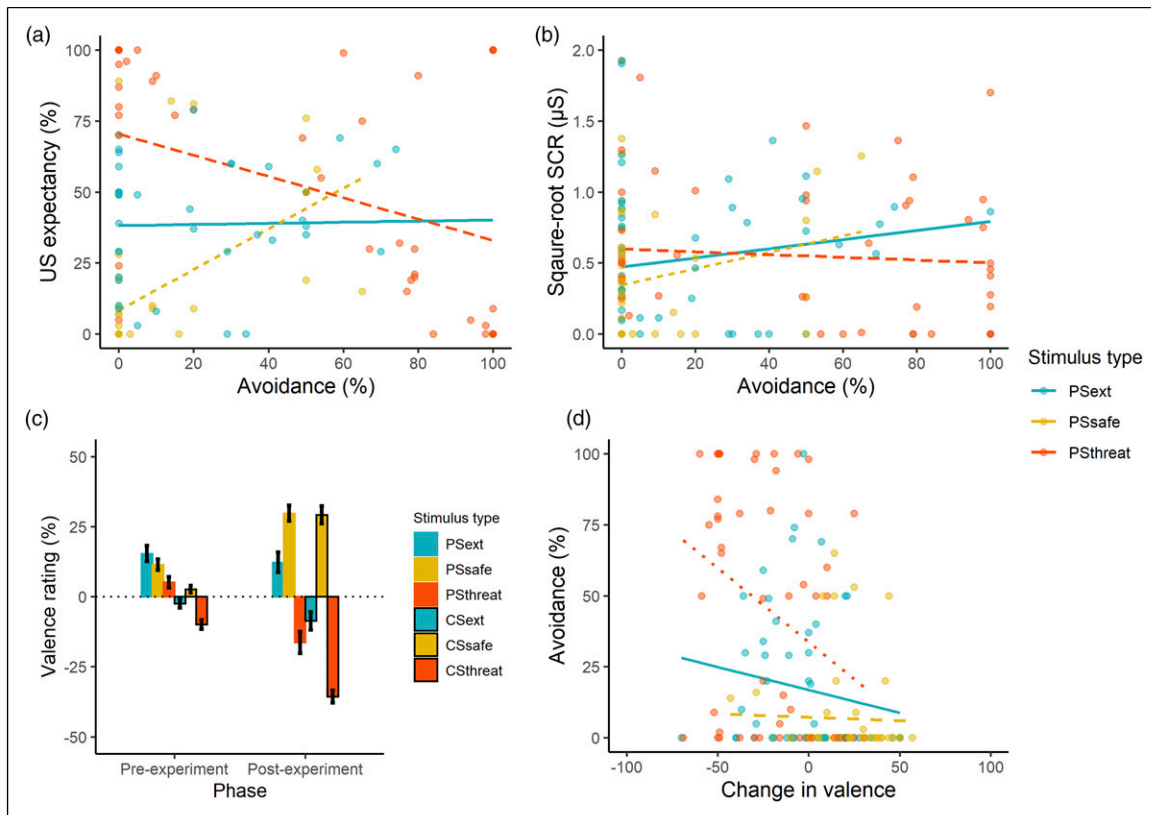 (a)
US expectancy (%)
100
75
50
25
0
0 20 40 60 80 100
Avoidance (%)
(b)
Sqaure-root SCR (µS)
2.0
1.5
1.0
0.5
0.0
0 20 40 60 80 100
Avoidance (%)
Stimulus type
PSext
PSsafe
PSthreat
(c)
Valence rating (%)
50
25
0
-25
-50
Pre-experiment Post-experiment
Phase
Stimulus type
PSext
PSsafe
PSthreat
CSext
CSsafe
CSthreat
(d)
Avoidance (%)
100
75
50
25
0
-100 -50 0 50 100
Change in valence